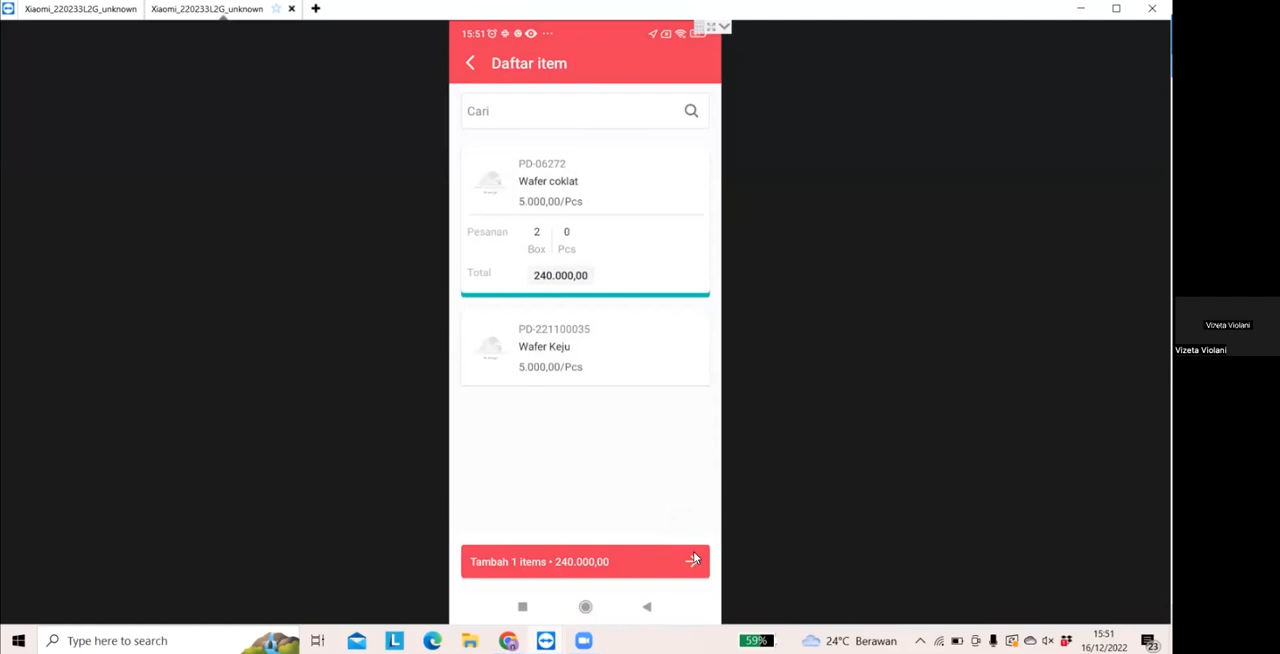 Xiaomi_220233L2G_unknown
Xiaomi_220233L2G_unknown
15:51
Daftar item
Cari
PD-06272
Wafer coklat
5.000,00/Pcs
Pesanan 2 0
Box Pcs
Total 240.000,00
PD-221100035
Wafer Keju
5.000,00/Pcs
Tambah 1 items • 240.000,00
Vizeta Violani
Vizeta Violani
Type here to search
59%
24°C Berawan
15:51
16/12/2022
23